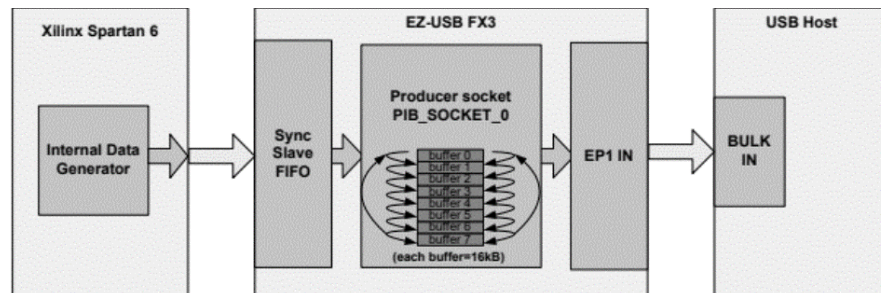 Xilinx Spartan 6
EZ-USB FX3
USB Host
Internal Data
Generator
Sync
Slave
FIFO
Producer socket
PIB_SOCKET_0
buffer 0
buffer 1
buffer 2
buffer 3
buffer 4
buffer 5
buffer 6
buffer 7
(each buffer=16kB)
EP1 IN
BULK
IN